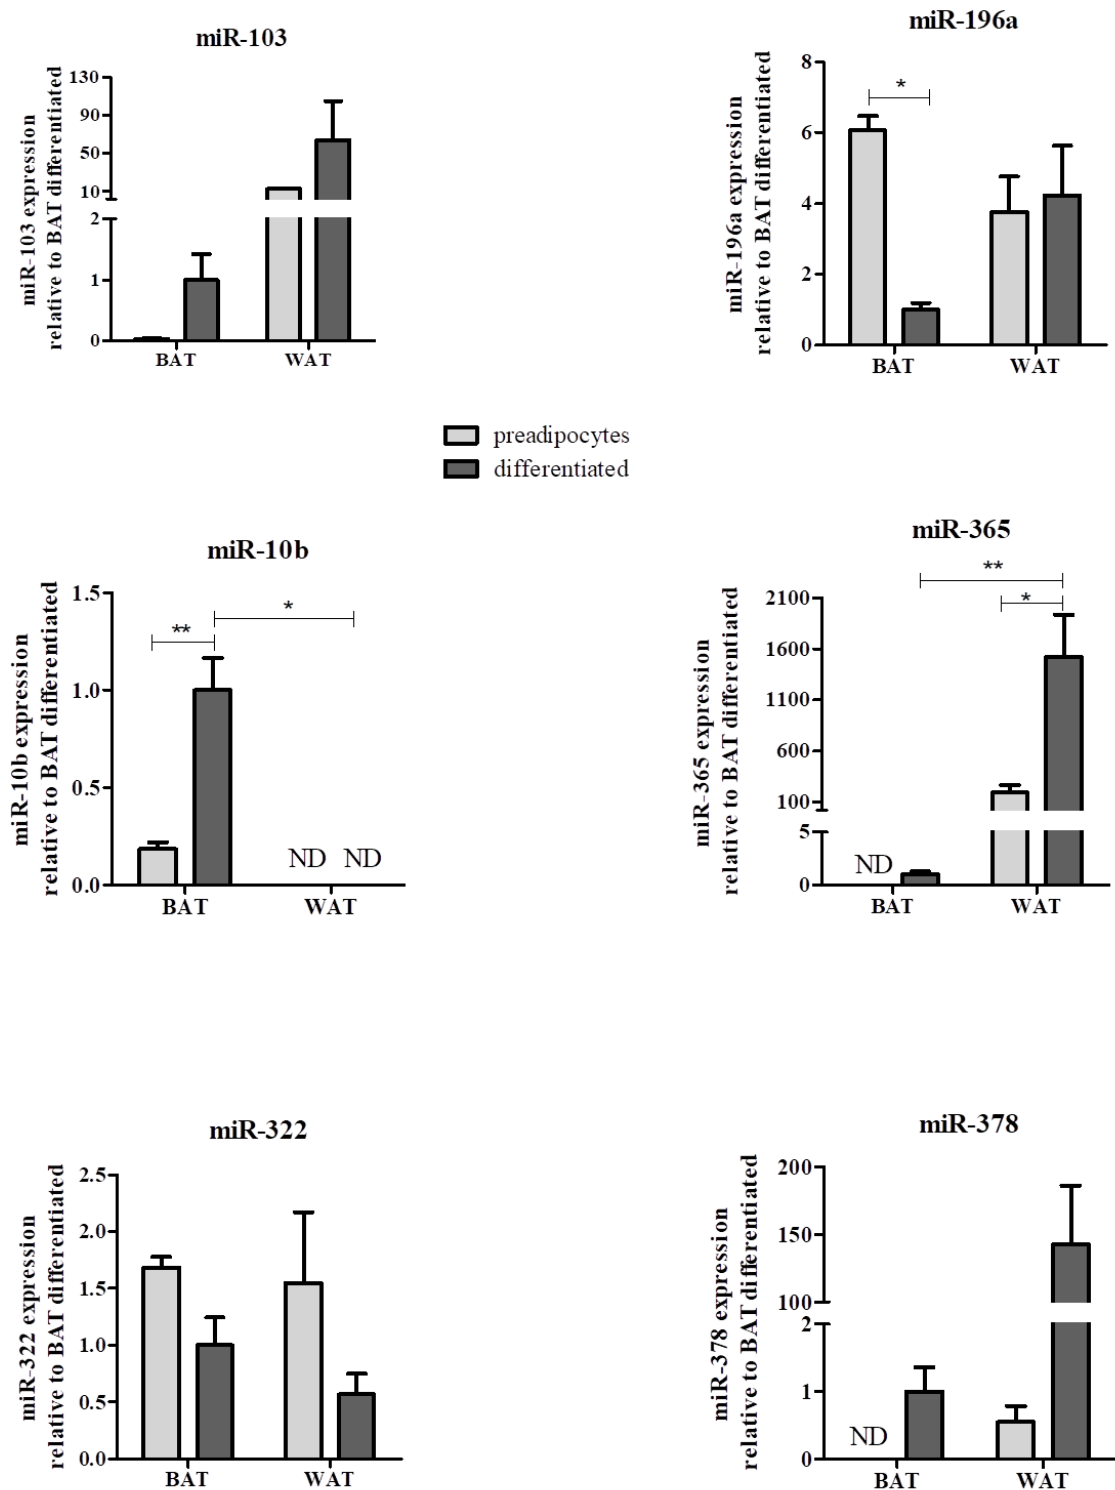 miR-103
miR-103 expression
relative to BAT differentiated
130
90
50
10
2
1
0
BAT WAT
miR-196a
miR-196a expression
relative to BAT differentiated
8
6
4
2
0
*
BAT WAT
preadipocytes
differentiated
miR-10b
miR-10b expression
relative to BAT differentiated
1.5
1.0
0.5
0.0
** *
ND ND
BAT WAT
miR-365
miR-365 expression
relative to BAT differentiated
2100
1600
1100
600
100
5
0
**
*
ND
BAT WAT
miR-322
miR-322 expression
relative to BAT differentiated
2.5
2.0
1.5
1.0
0.5
0.0
BAT WAT
miR-378
miR-378 expression
relative to BAT differentiated
200
150
100
2
1
0
ND
BAT WAT